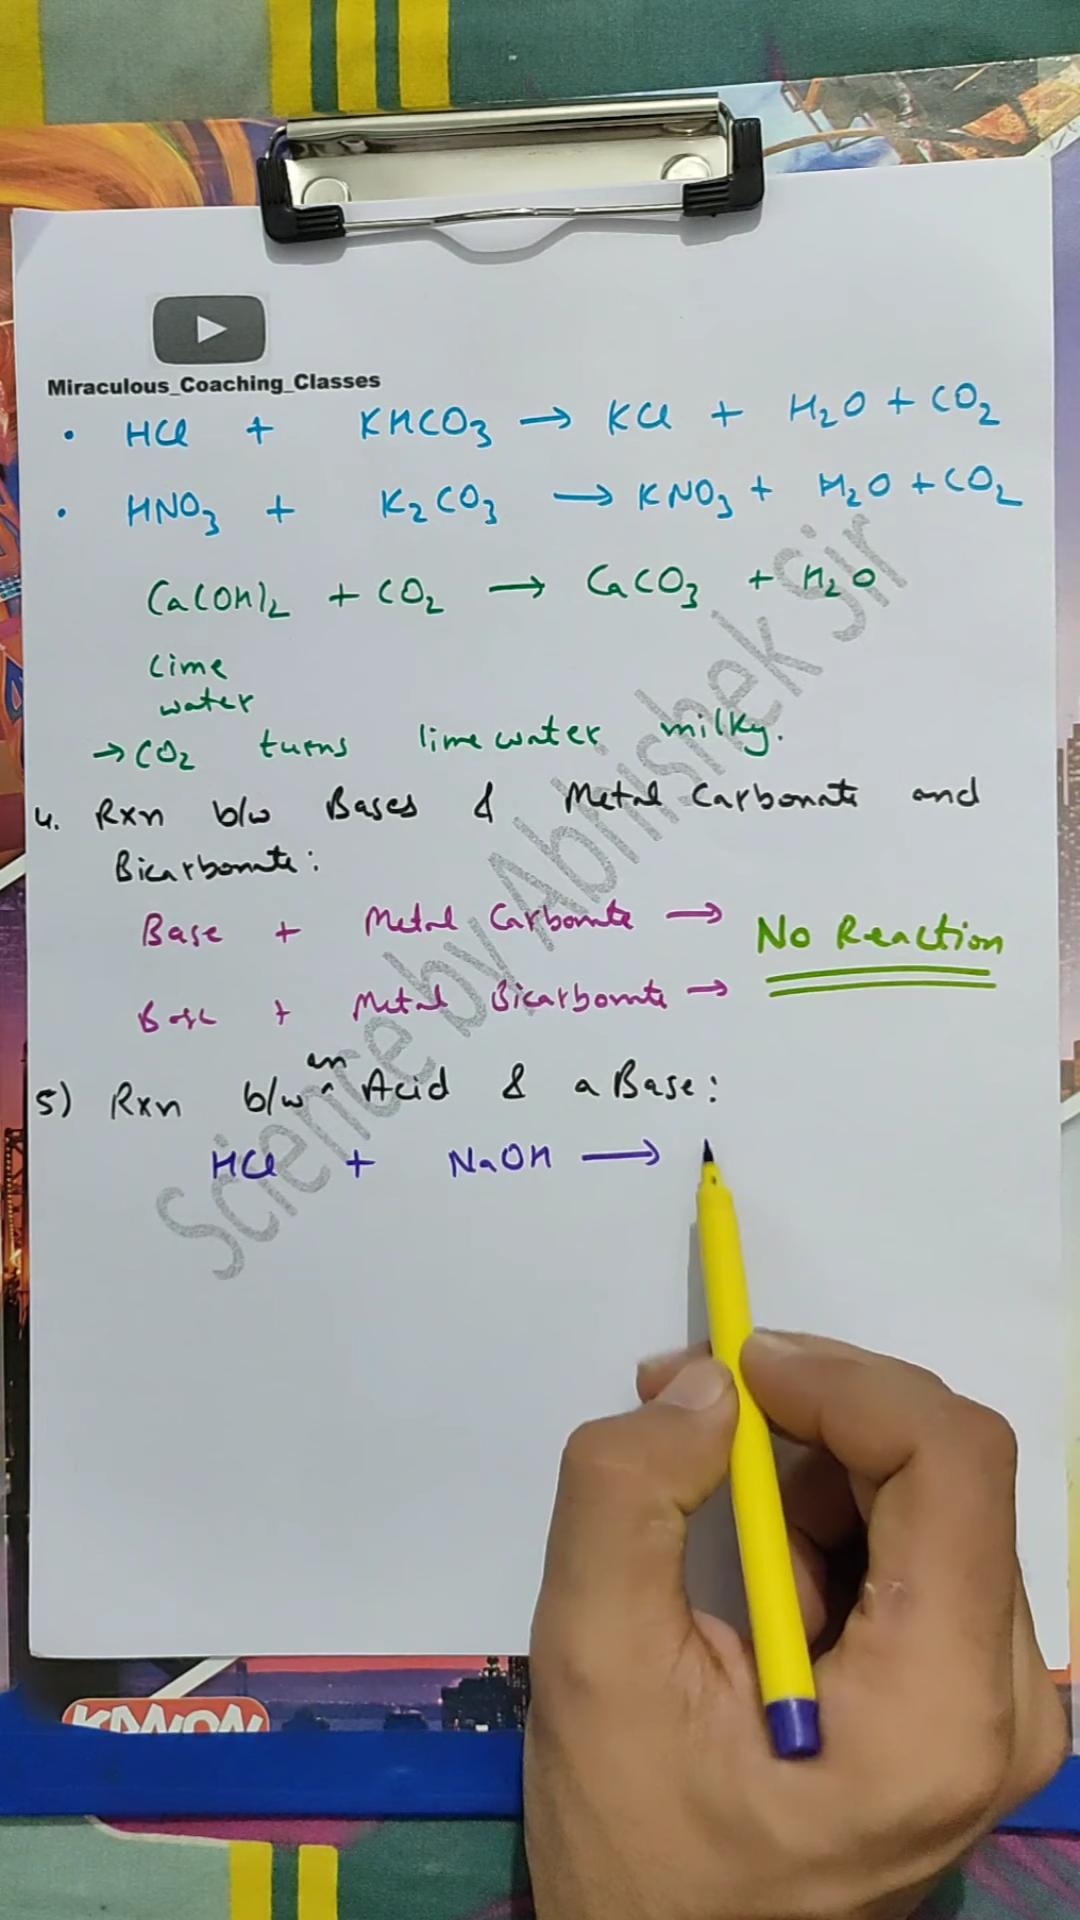 Miraculous_Coaching_Classes
• HCl + KHCO₃ → KCl + H₂O + CO₂
• HNO₃ + K₂CO₃ → KNO₃ + H₂O + CO₂
Ca(OH)₂ + CO₂ → CaCO₃ + H₂O
Lime
water
→ CO₂ turns limewater milky.
4. Rxn b/w Bases & Metal Carbonate and
Bicarbonate:
Base + Metal Carbonate →
No Reaction
Base + Metal Bicarbonate →
5) Rxn b/w an Acid & a Base:
HCl + NaOH →
Science by Abhishek Sir
KIWON